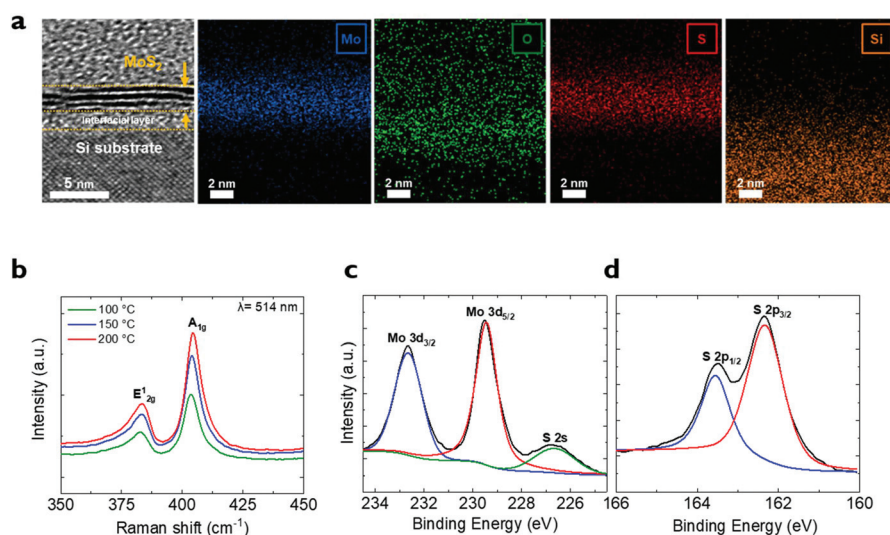 a
MoS2
Interfacial layer
Si substrate
5 nm
Mo
2 nm
O
2 nm
S
2 nm
Si
2 nm
b
λ= 514 nm
100 °C
150 °C
200 °C
A1g
E¹2g
Intensity (a.u.)
350 375 400 425 450
Raman shift (cm⁻¹)
c
Mo 3d3/2
Mo 3d5/2
S 2s
Intensity (a.u.)
234 232 230 228 226
Binding Energy (eV)
d
S 2p3/2
S 2p1/2
Intensity (a.u.)
166 163 162 160
Binding Energy (eV)